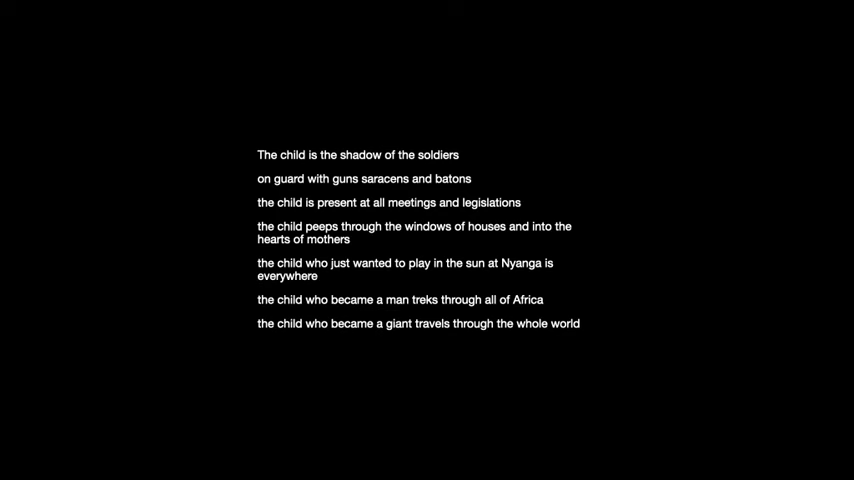 The child is the shadow of the soldiers
on guard with guns saracens and batons
the child is present at all meetings and legislations
the child peeps through the windows of houses and into the
hearts of mothers
the child who just wanted to play in the sun at Nyanga is
everywhere
the child who became a man treks through all of Africa
the child who became a giant travels through the whole world